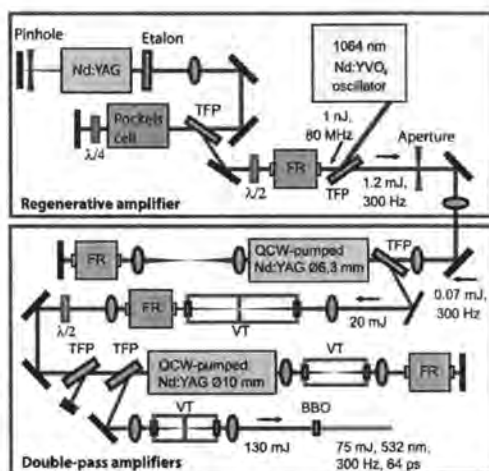 Pinhole
Etalon
Nd:YAG
1064 nm
Nd:YVO₄
oscillator
TFP
Pockels
cell
λ/4
1 nJ,
80 MHz
Aperture
λ/2
FR
TFP
1.2 mJ,
300 Hz
Regenerative amplifier
QCW-pumped
Nd:YAG Ø6,3 mm
TFP
FR
0.07 mJ,
300 Hz
FR
λ/2
VT
20 mJ
TFP
TFP
QCW-pumped
Nd:YAG Ø10 mm
VT
FR
VT
BBO
130 mJ
75 mJ, 532 nm,
300 Hz, 64 ps
Double-pass amplifiers